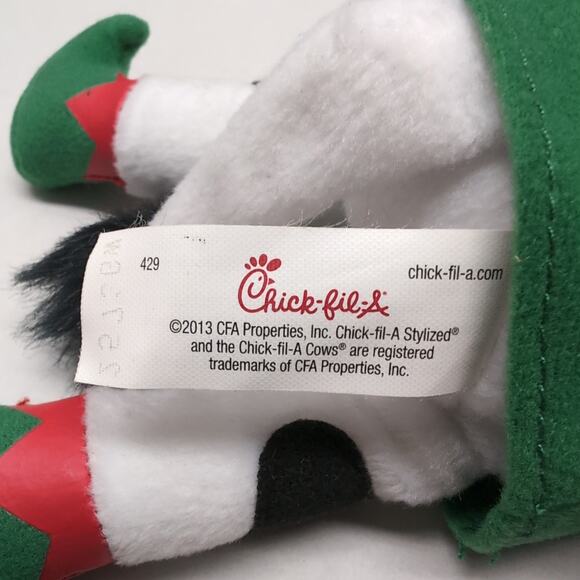 429
chick-fil-a.com
Chick-fil-A®
©2013 CFA Properties, Inc. Chick-fil-A Stylized®
and the Chick-fil-A Cows® are registered
trademarks of CFA Properties, Inc.